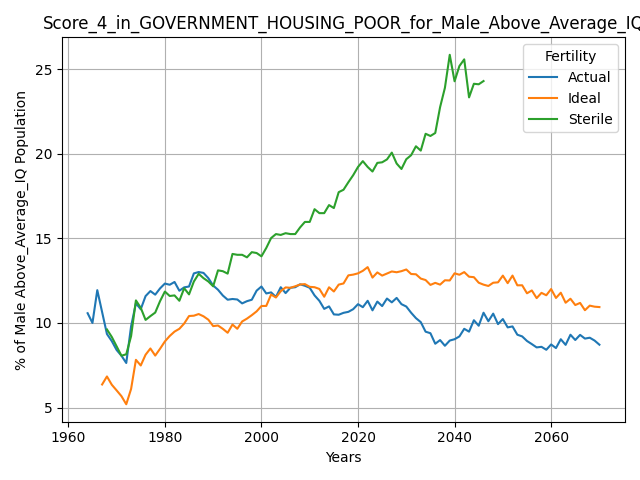 Score_4_in_GOVERNMENT_HOUSING_POOR_for_Male_Above_Average_IQ
% of Male Above_Average_IQ Population
25
20
15
10
5
Fertility
Actual
Ideal
Sterile
1960 1980 2000 2020 2040 2060
Years